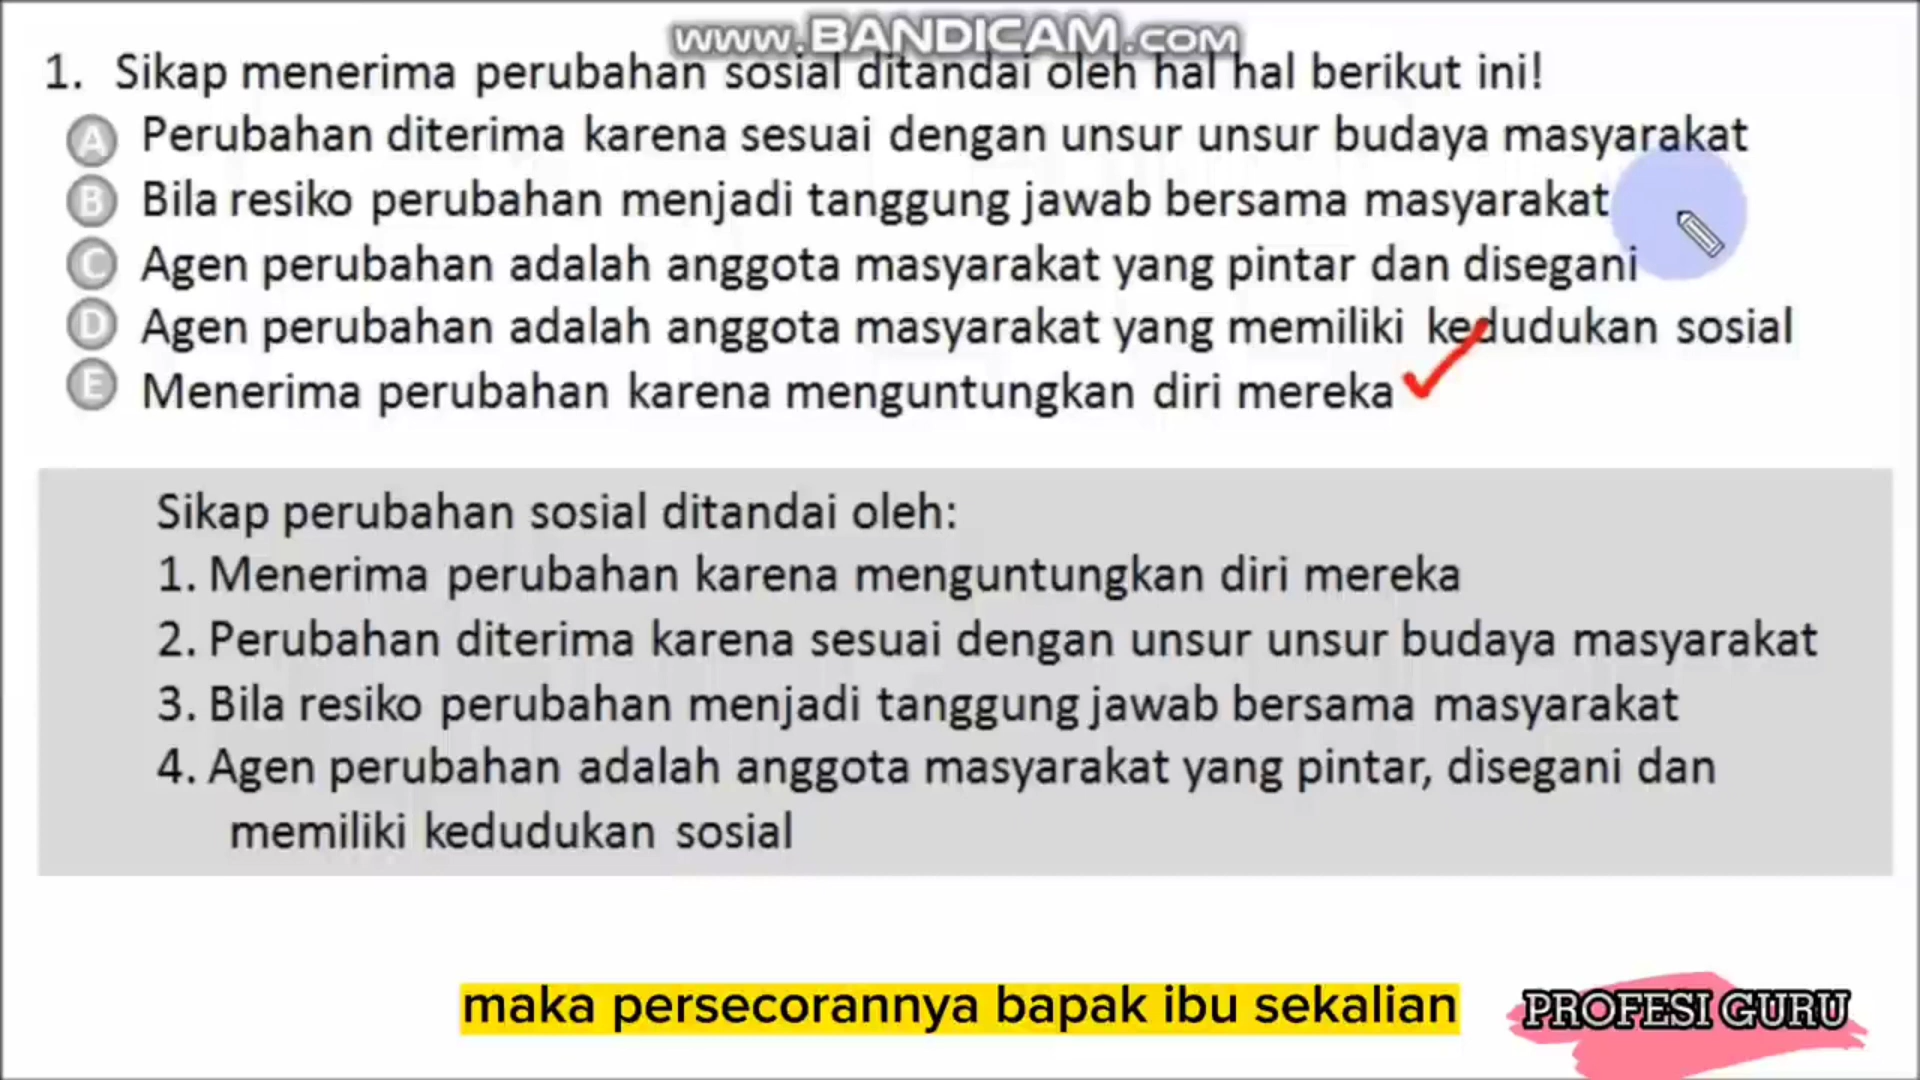 www.BANDICAM.com
1. Sikap menerima perubahan sosial ditandai oleh hal hal berikut ini!
A Perubahan diterima karena sesuai dengan unsur unsur budaya masyarakat
B Bila resiko perubahan menjadi tanggung jawab bersama masyarakat
C Agen perubahan adalah anggota masyarakat yang pintar dan disegani
D Agen perubahan adalah anggota masyarakat yang memiliki kedudukan sosial
E Menerima perubahan karena menguntungkan diri mereka
Sikap perubahan sosial ditandai oleh:
1. Menerima perubahan karena menguntungkan diri mereka
2. Perubahan diterima karena sesuai dengan unsur unsur budaya masyarakat
3. Bila resiko perubahan menjadi tanggung jawab bersama masyarakat
4. Agen perubahan adalah anggota masyarakat yang pintar, disegani dan
memiliki kedudukan sosial
maka persecorannya bapak ibu sekalian
PROFESI GURU